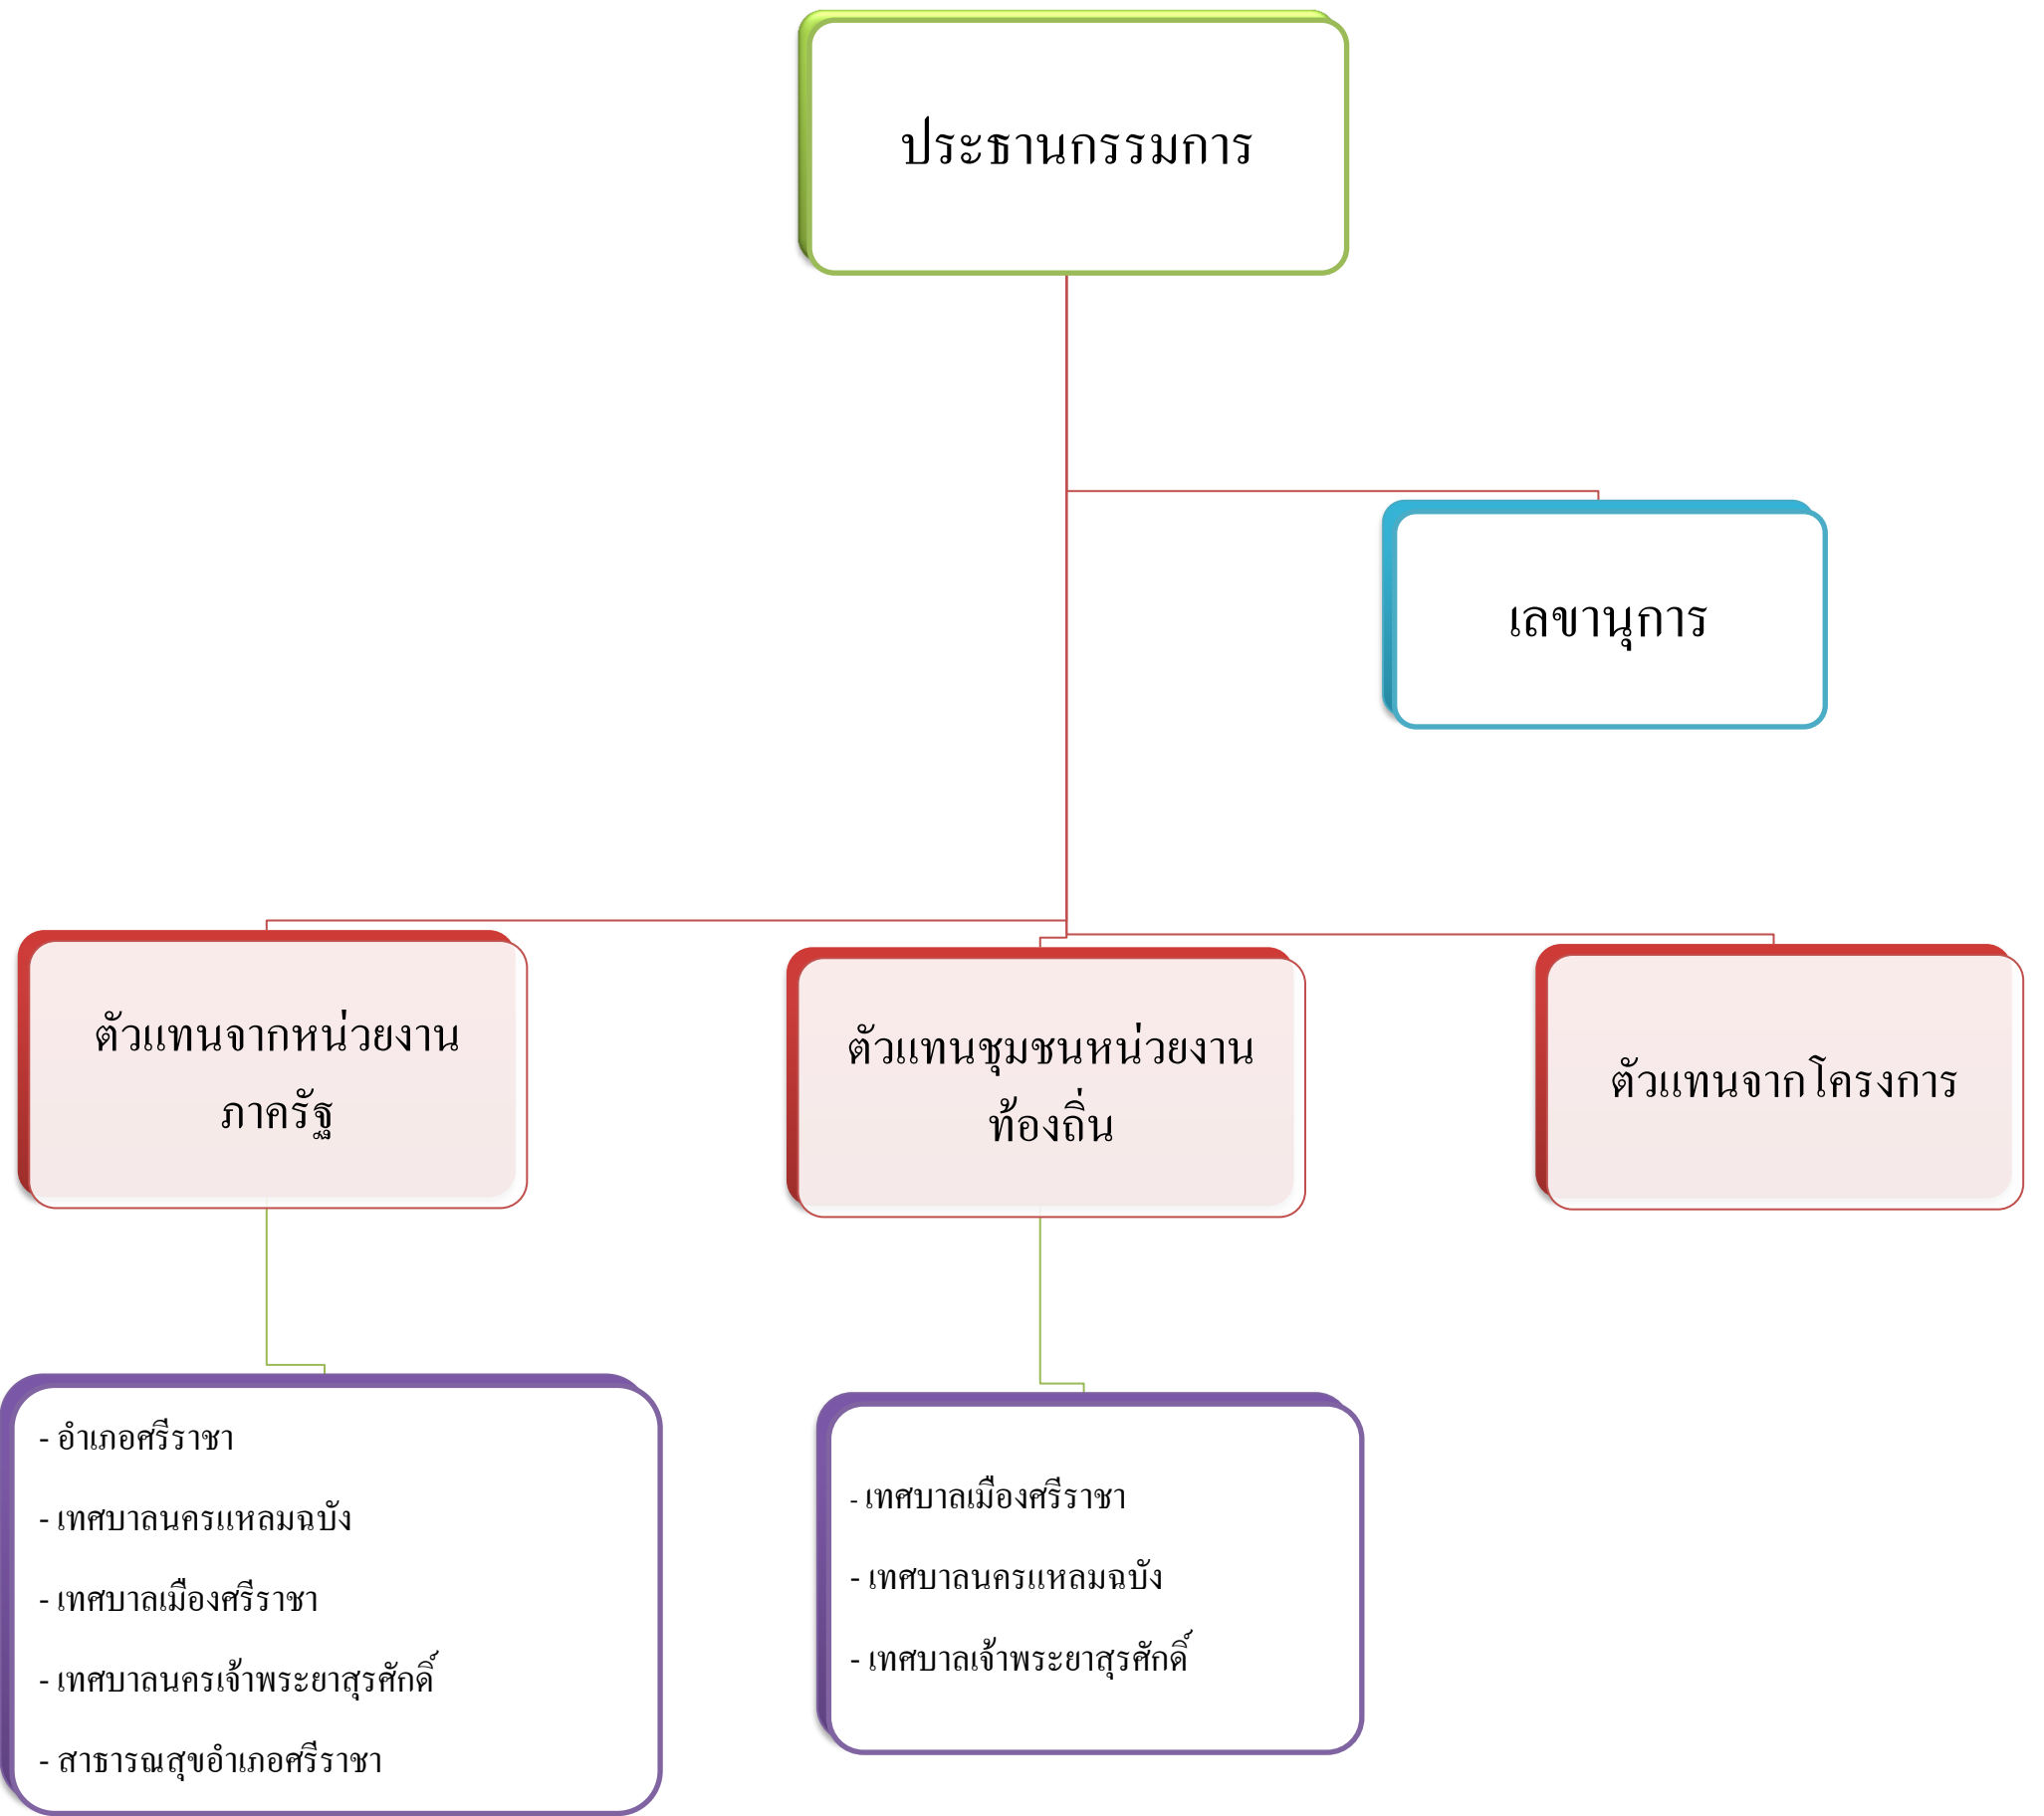 ประธานกรรมการ
เลขานุการ
ตัวแทนจากหน่วยงาน
ภาครัฐ
ตัวแทนชุมชนหน่วยงาน
ท้องถิ่น
ตัวแทนจากโครงการ
- อำเภอศรีราชา
- เทศบาลนครแหลมฉบัง
- เทศบาลเมืองศรีราชา
- เทศบาลนครเจ้าพระยาสุรศักดิ์
- สาธารณสุขอำเภอศรีราชา
- เทศบาลเมืองศรีราชา
- เทศบาลนครแหลมฉบัง
- เทศบาลเจ้าพระยาสุรศักดิ์